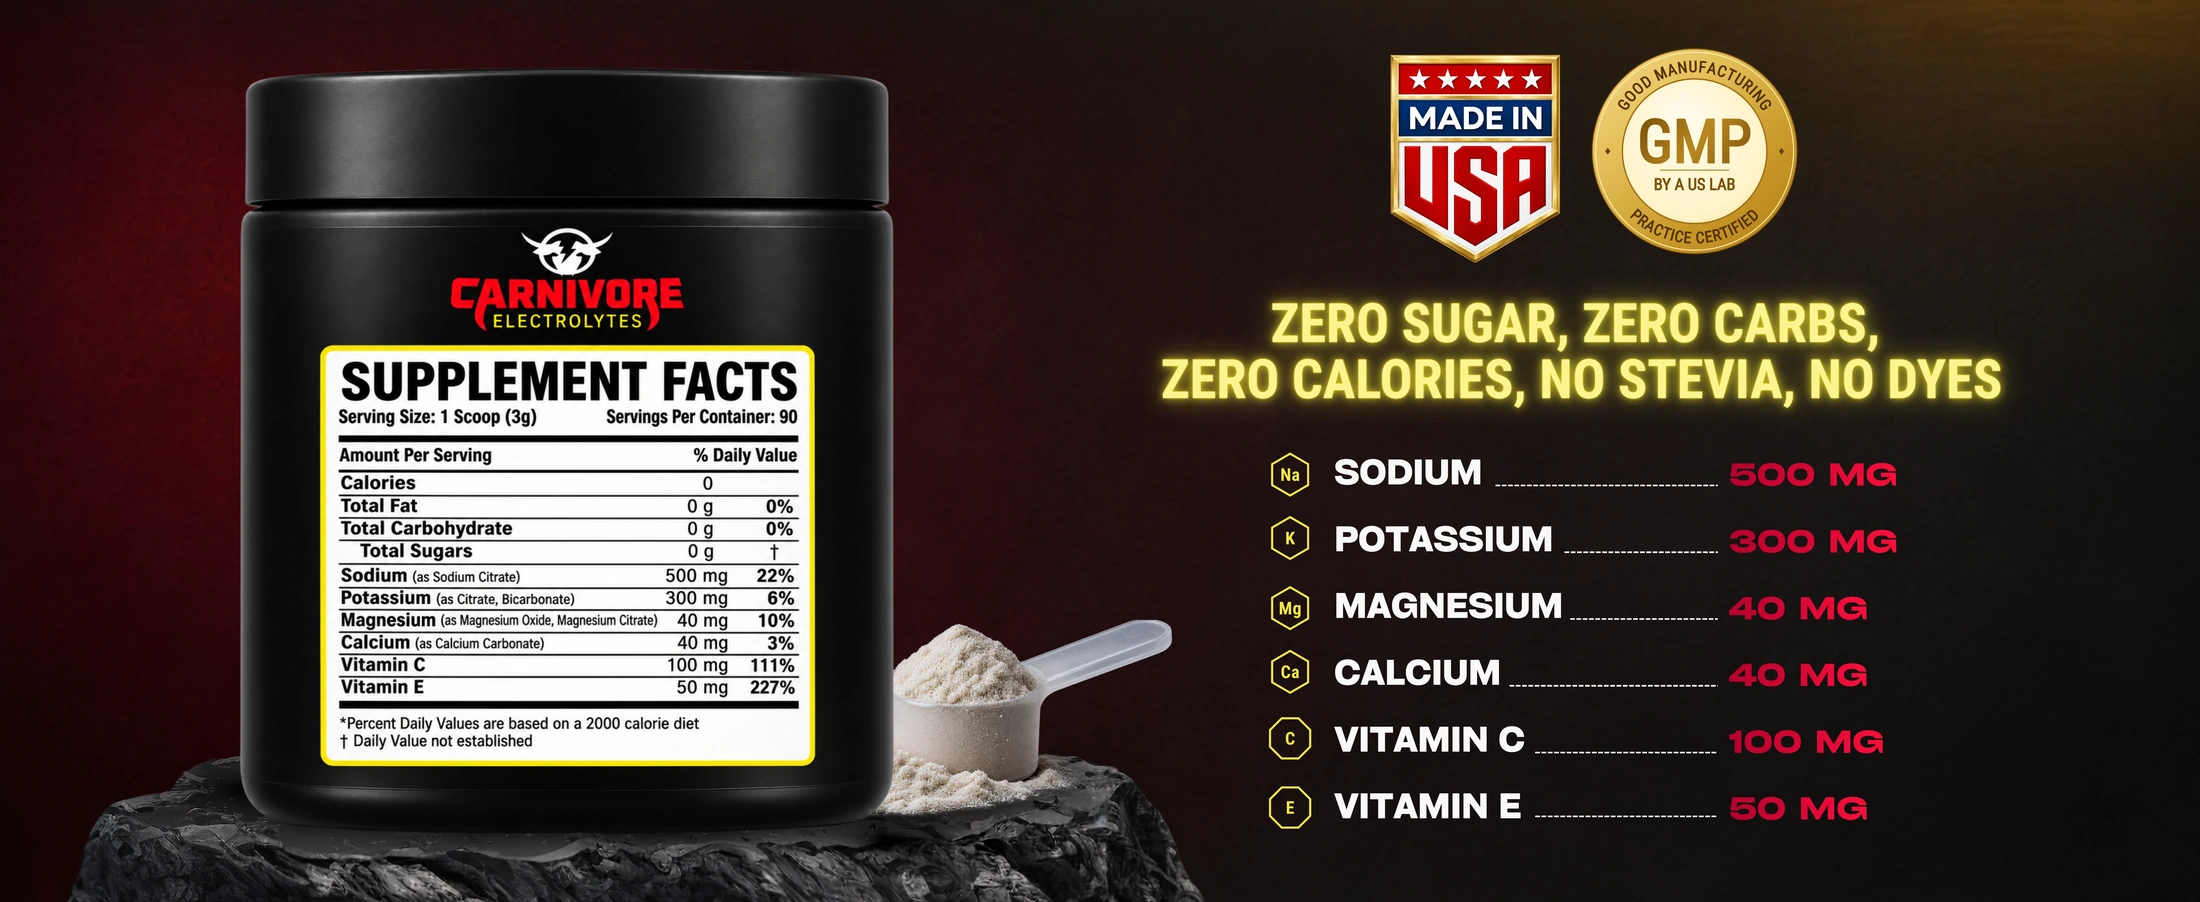 CARNIVORE
ELECTROLYTES
SUPPLEMENT FACTS
Serving Size: 1 Scoop (3g) Servings Per Container: 90
Amount Per Serving % Daily Value
Calories 0
Total Fat 0 g 0%
Total Carbohydrate 0 g 0%
Total Sugars 0 g †
Sodium (as Sodium Citrate) 500 mg 22%
Potassium (as Citrate, Bicarbonate) 300 mg 6%
Magnesium (as Magnesium Oxide, Magnesium Citrate) 40 mg 10%
Calcium (as Calcium Carbonate) 40 mg 3%
Vitamin C 100 mg 111%
Vitamin E 50 mg 227%
*Percent Daily Values are based on a 2000 calorie diet
† Daily Value not established
MADE IN
USA
GOOD MANUFACTURING
GMP
BY A US LAB
PRACTICE CERTIFIED
ZERO SUGAR, ZERO CARBS,
ZERO CALORIES, NO STEVIA, NO DYES
Na SODIUM 500 MG
K POTASSIUM 300 MG
Mg MAGNESIUM 40 MG
Ca CALCIUM 40 MG
C VITAMIN C 100 MG
E VITAMIN E 50 MG